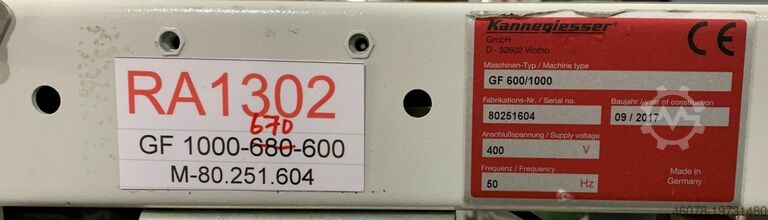 RA1302
670
GF 1000-680-600
M-80.251.604
Kannegiesser
GmbH
D - 32602 Vlotho
CE
Maschinen-Typ / Machine type
GF 600/1000
Fabrikations-Nr. / Serial no.
Baujahr / year of construction
80251604
09 / 2017
Anschlußspannung / Supply voltage
400 V
Frequenz / Frequency
50 Hz
Made in
Germany
46078-19731480